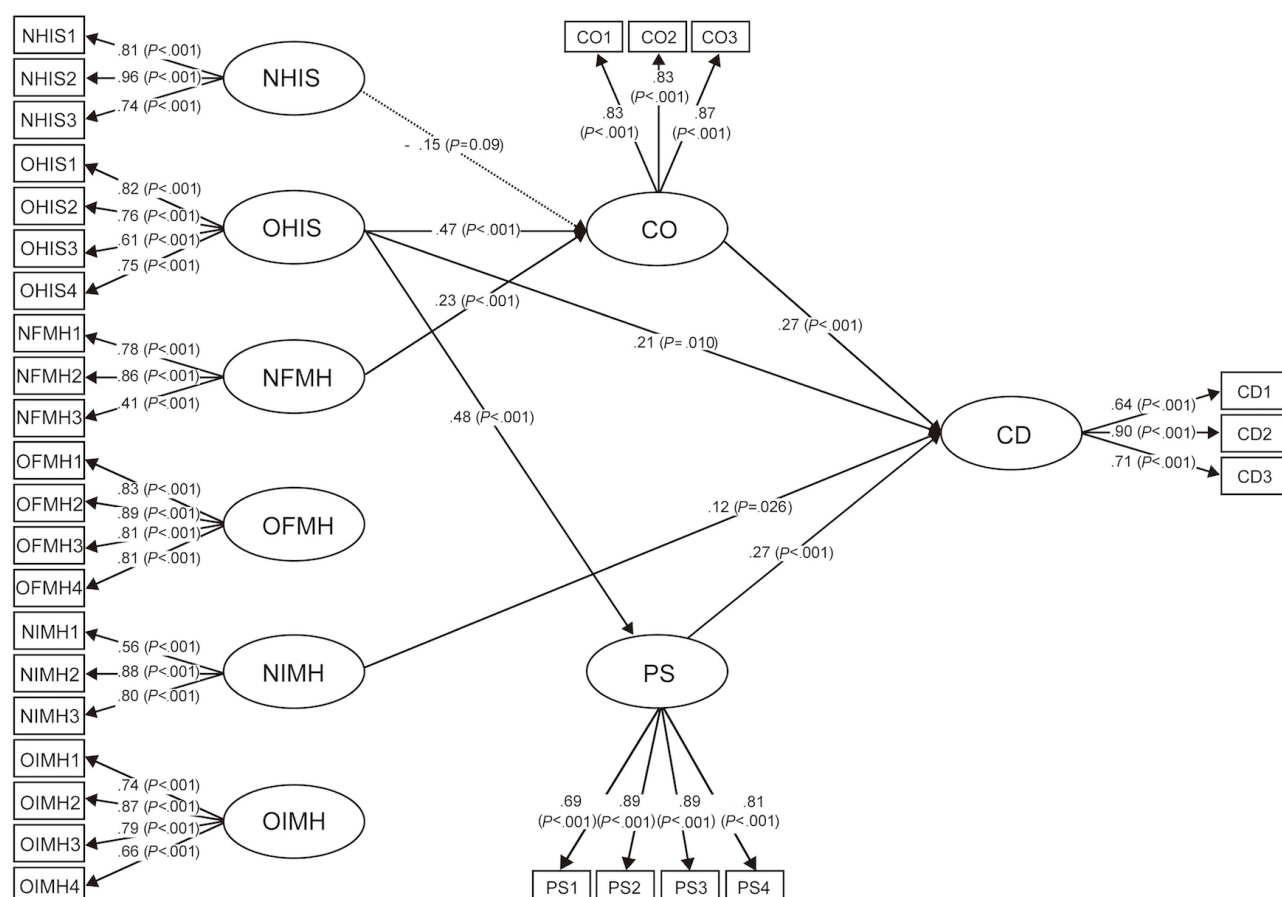 NHIS1
NHIS2
NHIS3
.81 (P<.001)
.96 (P<.001)
.74 (P<.001)
NHIS
OHIS1
OHIS2
OHIS3
OHIS4
.82 (P<.001)
.76 (P<.001)
.61 (P<.001)
.75 (P<.001)
OHIS
NFMH1
NFMH2
NFMH3
.78 (P<.001)
.86 (P<.001)
.41 (P<.001)
NFMH
OFMH1
OFMH2
OFMH3
OFMH4
.83 (P<.001)
.89 (P<.001)
.81 (P<.001)
.81 (P<.001)
OFMH
NIMH1
NIMH2
NIMH3
.56 (P<.001)
.88 (P<.001)
.80 (P<.001)
NIMH
OIMH1
OIMH2
OIMH3
OIMH4
.74 (P<.001)
.87 (P<.001)
.79 (P<.001)
.66 (P<.001)
OIMH
- .15 (P=0.09)
.47 (P<.001)
.23 (P<.001)
.48 (P<.001)
.21 (P=.010)
.12 (P=.026)
CO1
CO2
CO3
.83
(P<.001)
.83
(P<.001)
.87
(P<.001)
CO
.27 (P<.001)
.27 (P<.001)
PS
.69
(P<.001)
.89
(P<.001)
.89
(P<.001)
.81
(P<.001)
PS1
PS2
PS3
PS4
CD
.64 (P<.001)
.90 (P<.001)
.71 (P<.001)
CD1
CD2
CD3